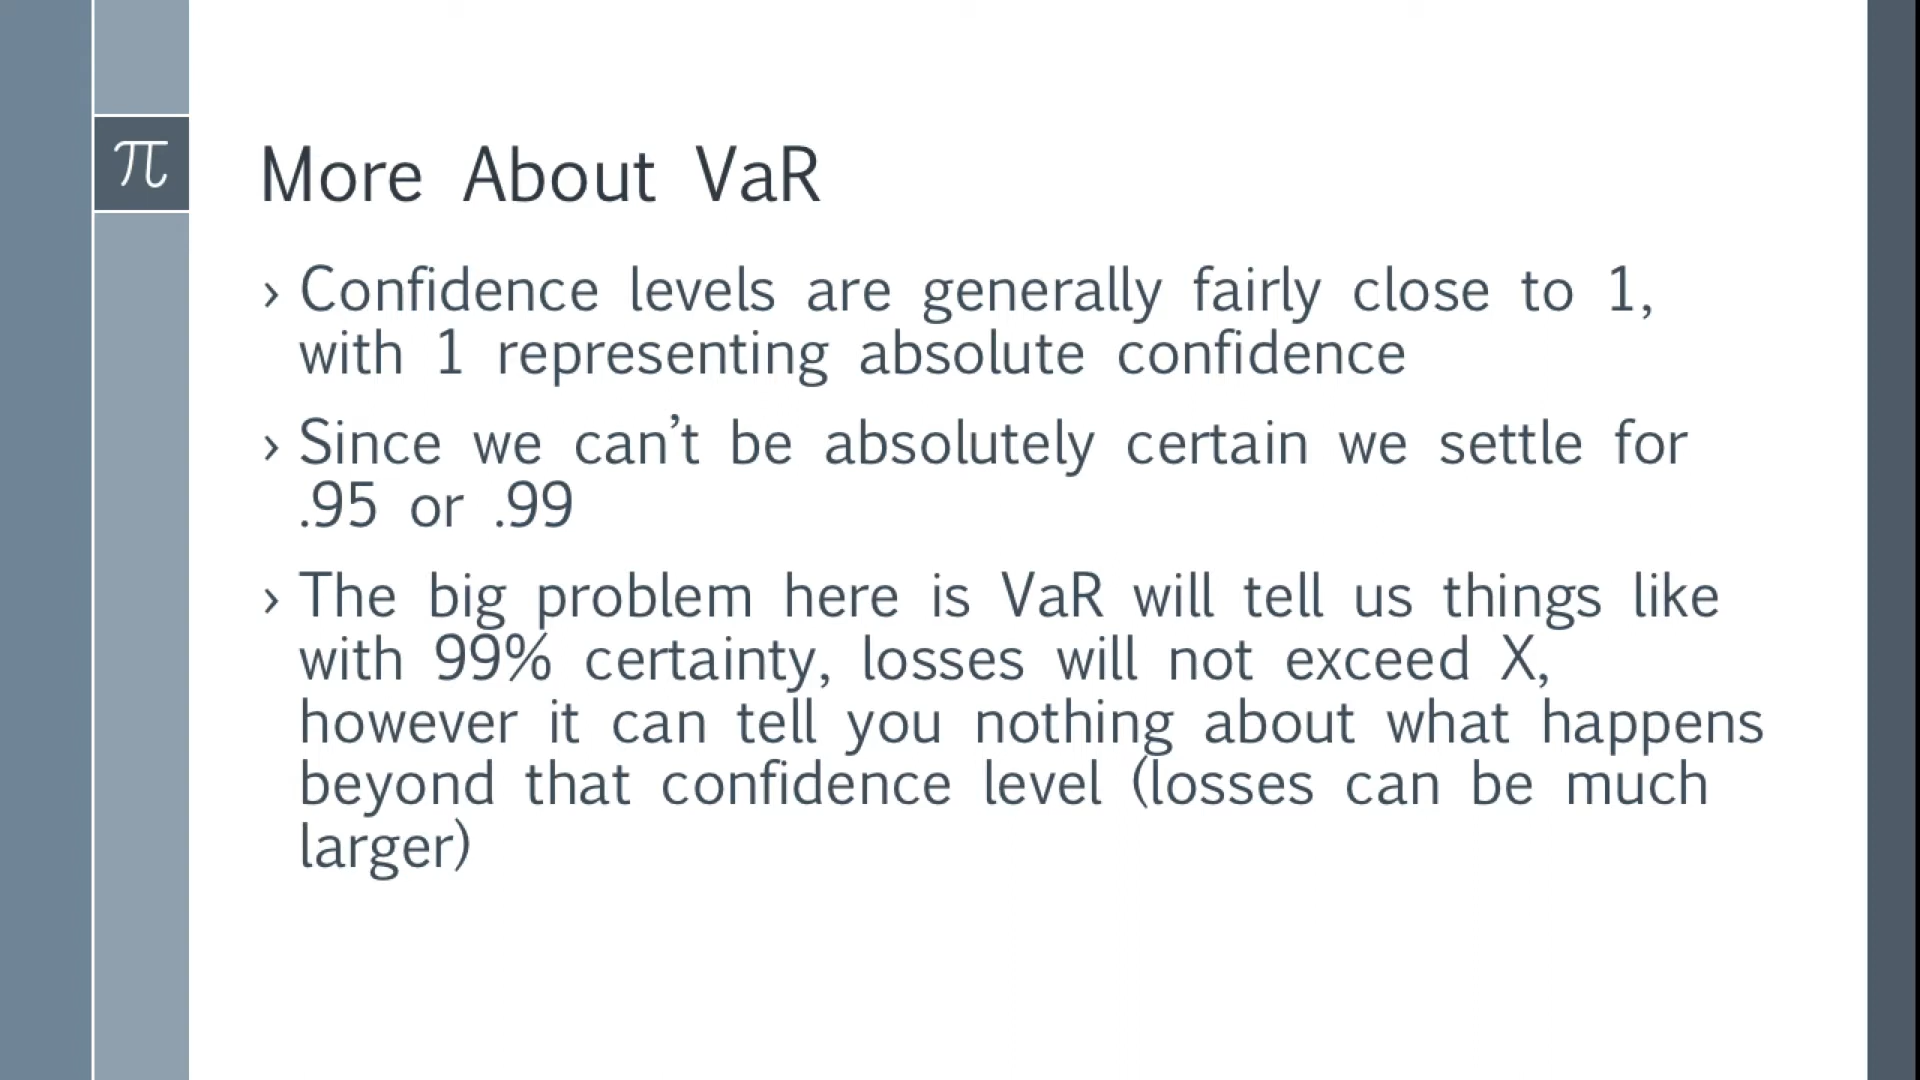 π
More About VaR
› Confidence levels are generally fairly close to 1,
with 1 representing absolute confidence
› Since we can’t be absolutely certain we settle for
.95 or .99
› The big problem here is VaR will tell us things like
with 99% certainty, losses will not exceed X,
however it can tell you nothing about what happens
beyond that confidence level (losses can be much
larger)